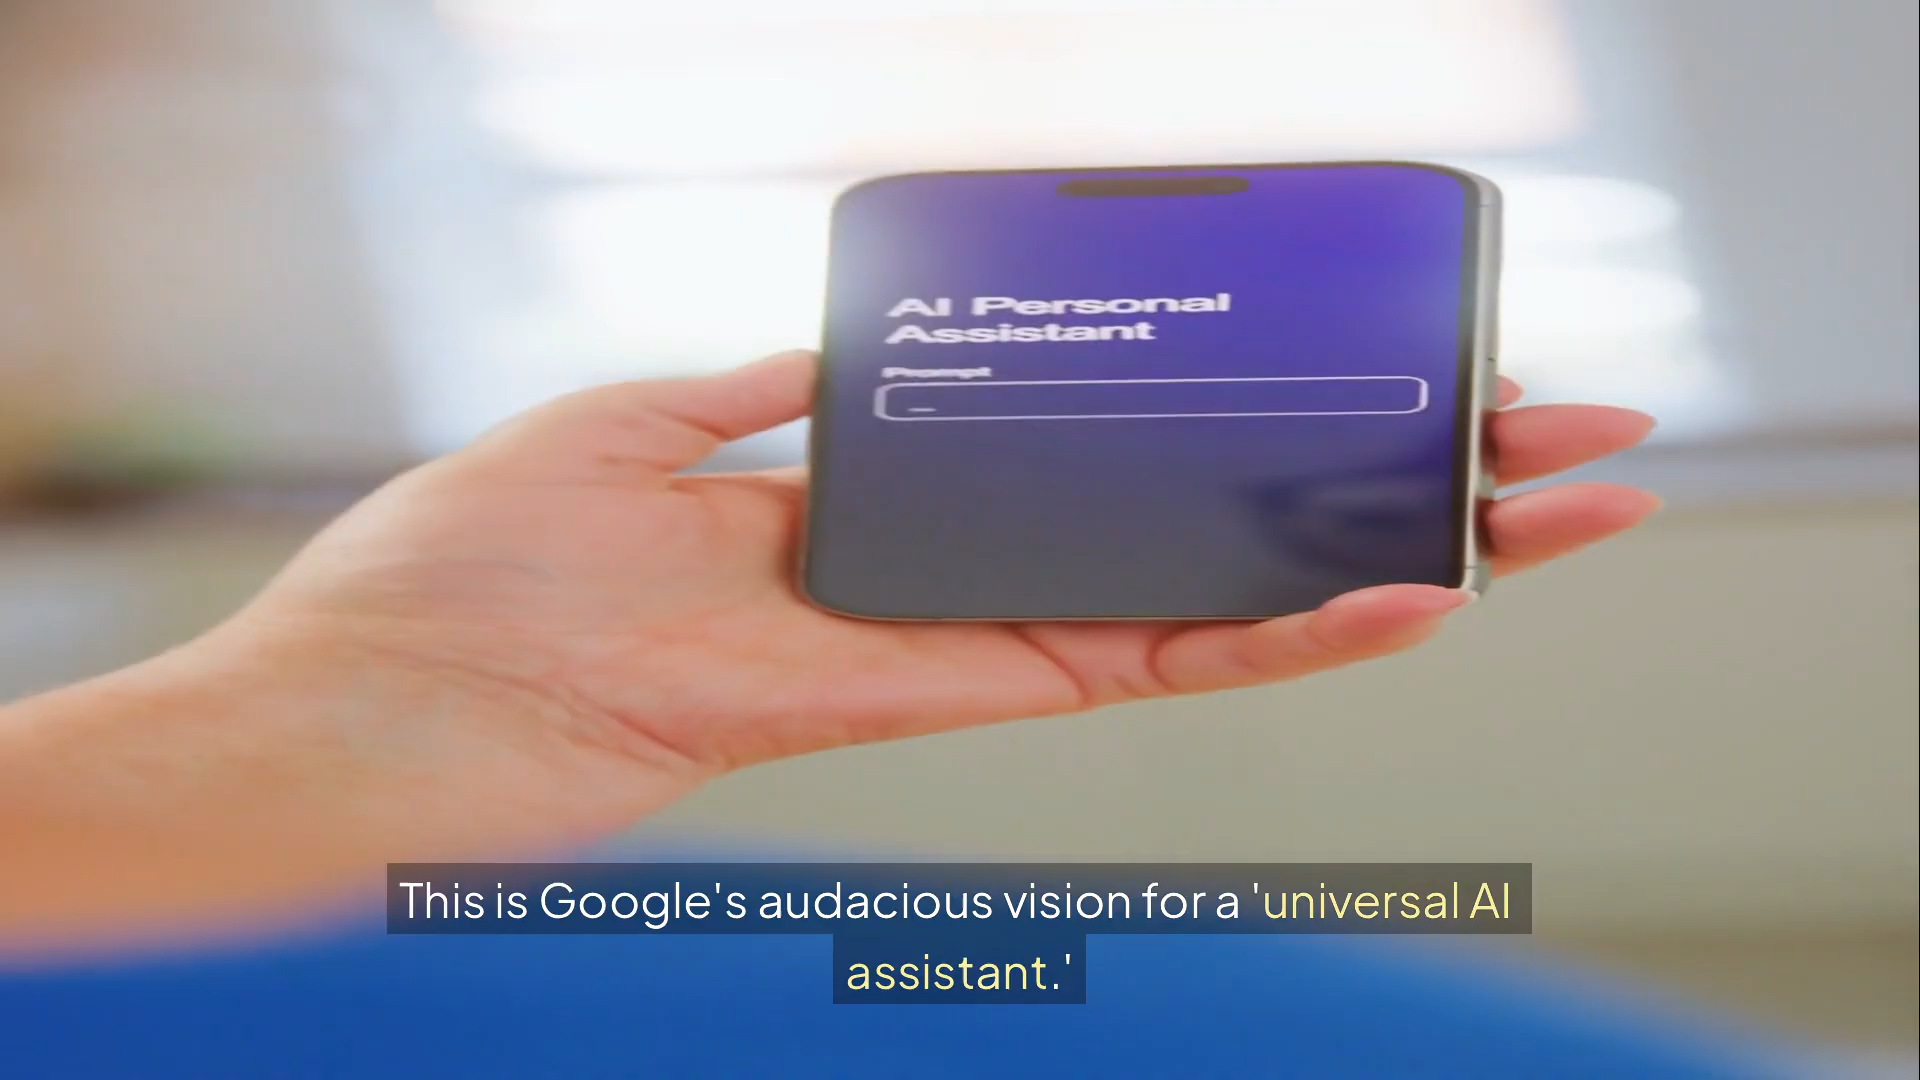 AI Personal
Assistant
Prompt
_
This is Google's audacious vision for a 'universal AI
assistant.'